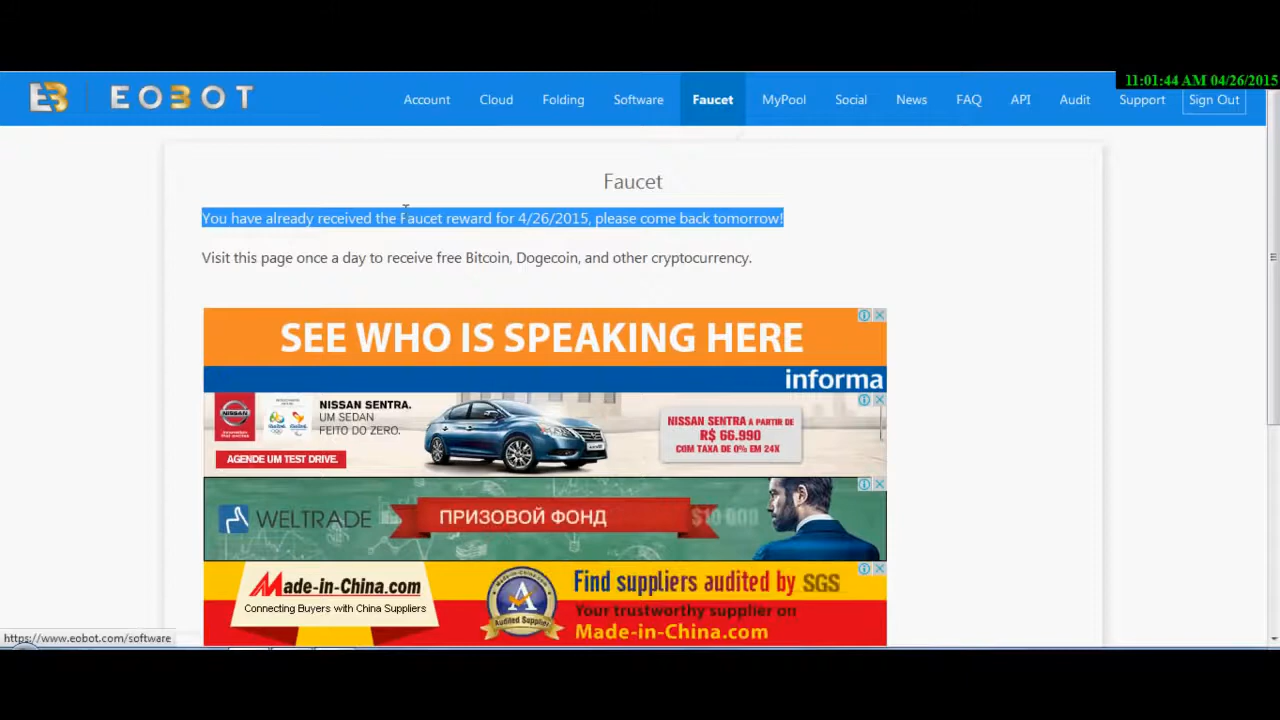 11:01:44 AM 04/26/2015
EOBOT
Account Cloud Folding Software Faucet MyPool Social News FAQ API Audit Support Sign Out
Faucet
You have already received the Faucet reward for 4/26/2015, please come back tomorrow!
Visit this page once a day to receive free Bitcoin, Dogecoin, and other cryptocurrency.
SEE WHO IS SPEAKING HERE
informa
NISSAN
NISSAN SENTRA.
UM SEDAN
FEITO DO ZERO.
AGENDE UM TEST DRIVE.
NISSAN SENTRA A PARTIR DE
R$ 66.990
COM TAXA DE 0% EM 24X
WELTRADE
ПРИЗОВОЙ ФОНД
$10 000
Made-in-China.com
Connecting Buyers with China Suppliers
Audited Supplier
Find suppliers audited by SGS
Your trustworthy supplier on
Made-in-China.com
https://www.eobot.com/software